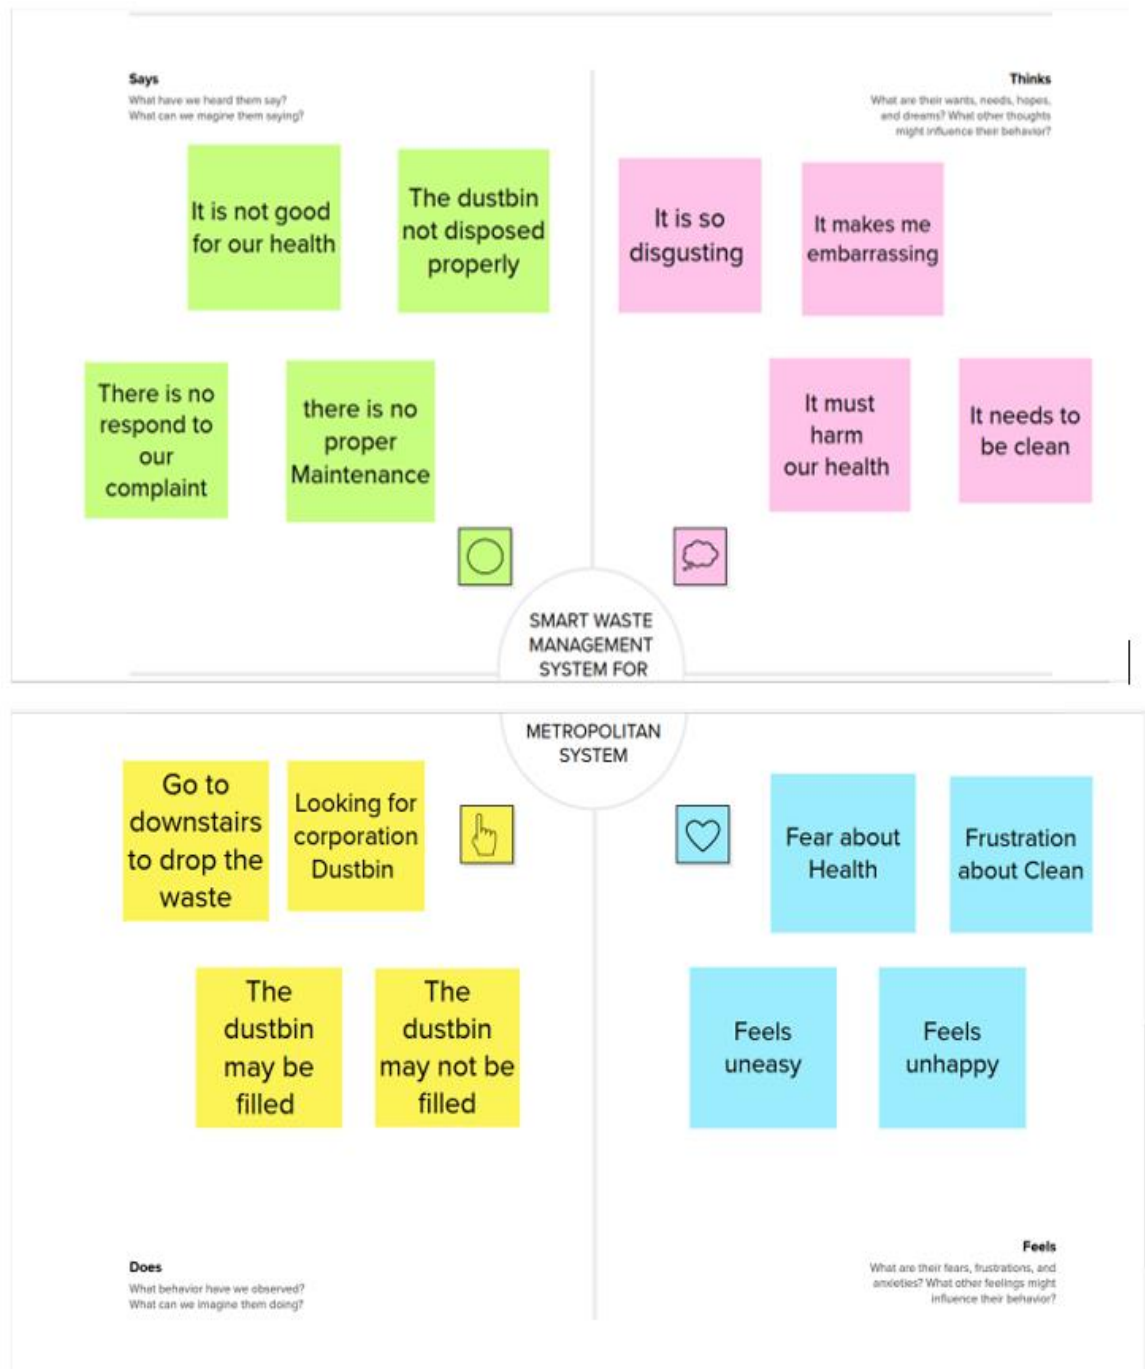 Says
What have we heard them say?
What can we magine them saying?
Thinks
What are their wants, needs, hopes,
and dreams? What other thoughts
might influence their behavior?
It is not good
for our health
The dustbin
not disposed
properly
It is so
disgusting
It makes me
embarrassing
There is no
respond to
our
complaint
there is no
proper
Maintenance
It must
harm
our health
It needs to
be clean
SMART WASTE
MANAGEMENT
SYSTEM FOR
METROPOLITAN
SYSTEM
Go to
downstairs
to drop the
waste
Looking for
corporation
Dustbin
Fear about
Health
Frustration
about Clean
The
dustbin
may be
filled
The
dustbin
may not be
filled
Feels
uneasy
Feels
unhappy
Does
What behavior have we observed?
What can we imagine them doing?
Feels
What are their fears, frustrations, and
anxieties? What other feelings might
influence their behavior?